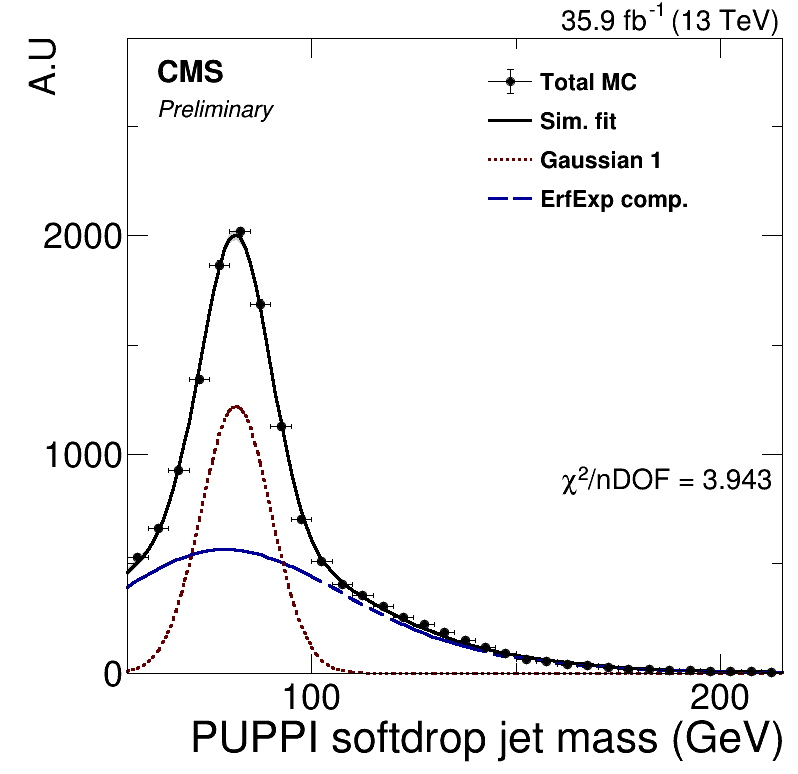 35.9 fb⁻¹ (13 TeV)
A.U
CMS
Preliminary
Total MC
Sim. fit
Gaussian 1
ErfExp comp.
2000
1000
χ²/nDOF = 3.943
0
100
200
PUPPI softdrop jet mass (GeV)